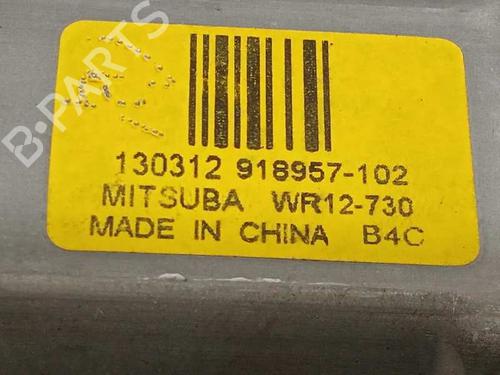 B-PARTS
130312 918957-102
MITSUBA WR12-730
MADE IN CHINA B4C